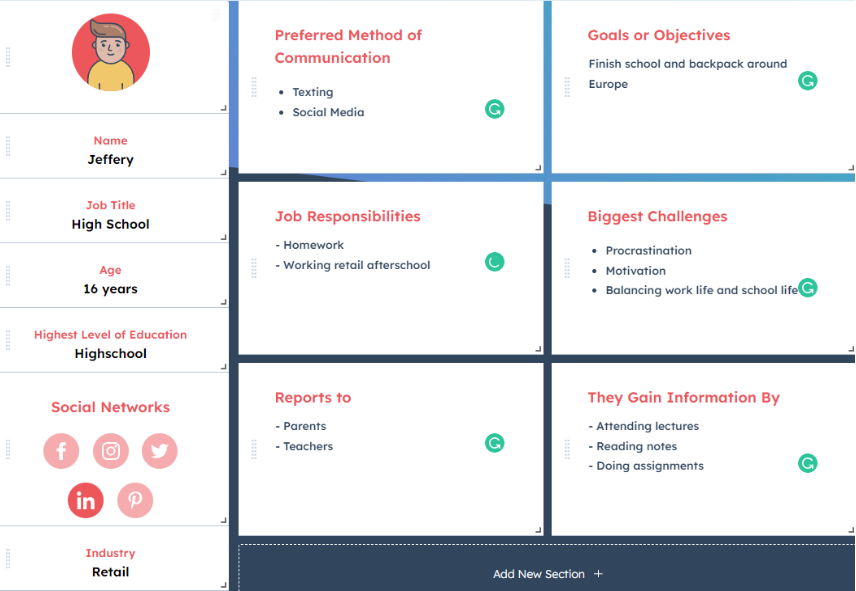 Name
Jeffery
Job Title
High School
Age
16 years
Highest Level of Education
Highschool
Social Networks
f
in
Industry
Retail
Preferred Method of
Communication
• Texting
• Social Media
Goals or Objectives
Finish school and backpack around
Europe
Job Responsibilities
- Homework
- Working retail afterschool
Biggest Challenges
• Procrastination
• Motivation
• Balancing work life and school life
Reports to
- Parents
- Teachers
They Gain Information By
- Attending lectures
- Reading notes
- Doing assignments
Add New Section +